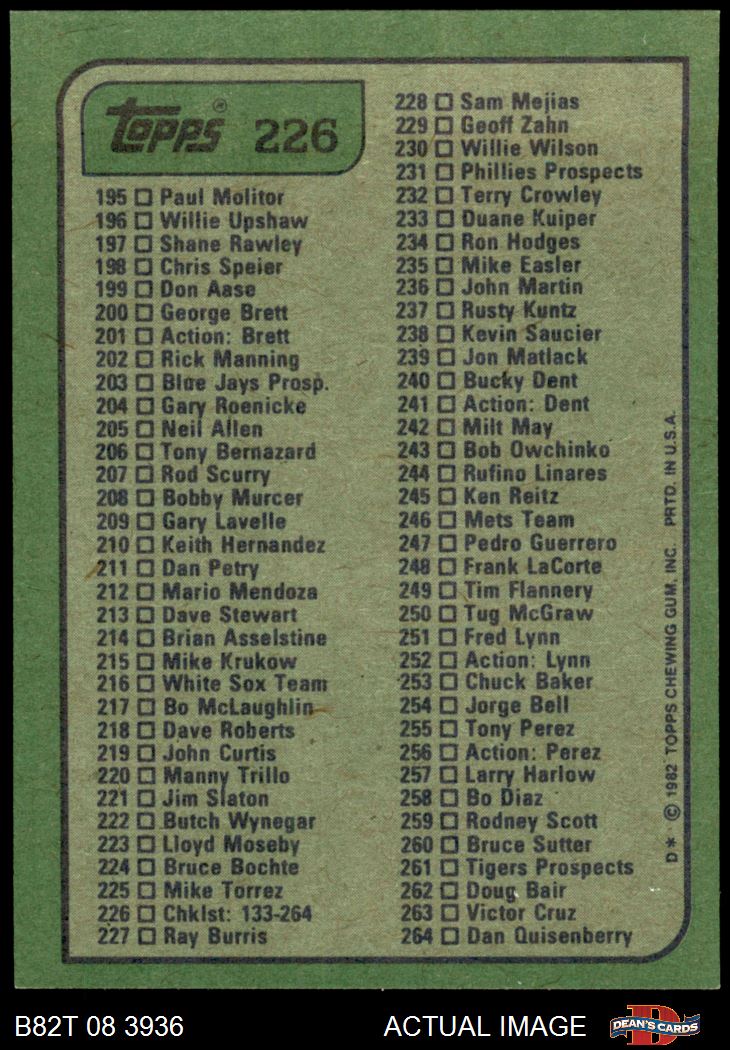 Topps® 226
195 □ Paul Molitor
196 □ Willie Upshaw
197 □ Shane Rawley
198 □ Chris Speier
199 □ Don Aase
200 □ George Brett
201 □ Action: Brett
202 □ Rick Manning
203 □ Blue Jays Prosp.
204 □ Gary Roenicke
205 □ Neil Allen
206 □ Tony Bernazard
207 □ Rod Scurry
208 □ Bobby Murcer
209 □ Gary Lavelle
210 □ Keith Hernandez
211 □ Dan Petry
212 □ Mario Mendoza
213 □ Dave Stewart
214 □ Brian Asselstine
215 □ Mike Krukow
216 □ White Sox Team
217 □ Bo McLaughlin
218 □ Dave Roberts
219 □ John Curtis
220 □ Manny Trillo
221 □ Jim Slaton
222 □ Butch Wynegar
223 □ Lloyd Moseby
224 □ Bruce Bochte
225 □ Mike Torrez
226 □ Chklst: 133-264
227 □ Ray Burris
228 □ Sam Mejias
229 □ Geoff Zahn
230 □ Willie Wilson
231 □ Phillies Prospects
232 □ Terry Crowley
233 □ Duane Kuiper
234 □ Ron Hodges
235 □ Mike Easler
236 □ John Martin
237 □ Rusty Kuntz
238 □ Kevin Saucier
239 □ Jon Matlack
240 □ Bucky Dent
241 □ Action: Dent
242 □ Milt May
243 □ Bob Owchinko
244 □ Rufino Linares
245 □ Ken Reitz
246 □ Mets Team
247 □ Pedro Guerrero
248 □ Frank LaCorte
249 □ Tim Flannery
250 □ Tug McGraw
251 □ Fred Lynn
252 □ Action: Lynn
253 □ Chuck Baker
254 □ Jorge Bell
255 □ Tony Perez
256 □ Action: Perez
257 □ Larry Harlow
258 □ Bo Diaz
259 □ Rodney Scott
260 □ Bruce Sutter
261 □ Tigers Prospects
262 □ Doug Bair
263 □ Victor Cruz
264 □ Dan Quisenberry
D* © 1982 TOPPS CHEWING GUM, INC. PRTD. IN U.S.A.
B82T 08 3936 ACTUAL IMAGE D DEAN'S CARDS